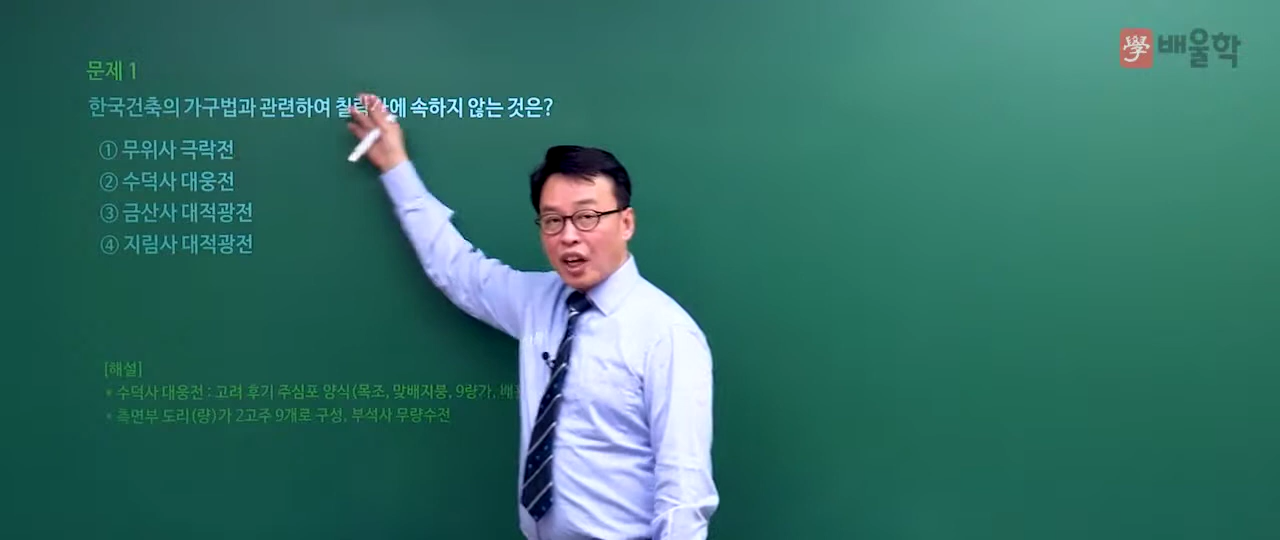 學 배울학
문제 1
한국건축의 가구법과 관련하여 속하지 않는 것은?
① 무위사 극락전
② 수덕사 대웅전
③ 금산사 대적광전
④ 지림사 대적광전
[해설]
* 수덕사 대웅전 : 고려 후기 주심포 양식(목조, 맞배지붕, 9량가,
* 측면부 도리(량)가 2고주 9개로 구성, 부석사 무량수전